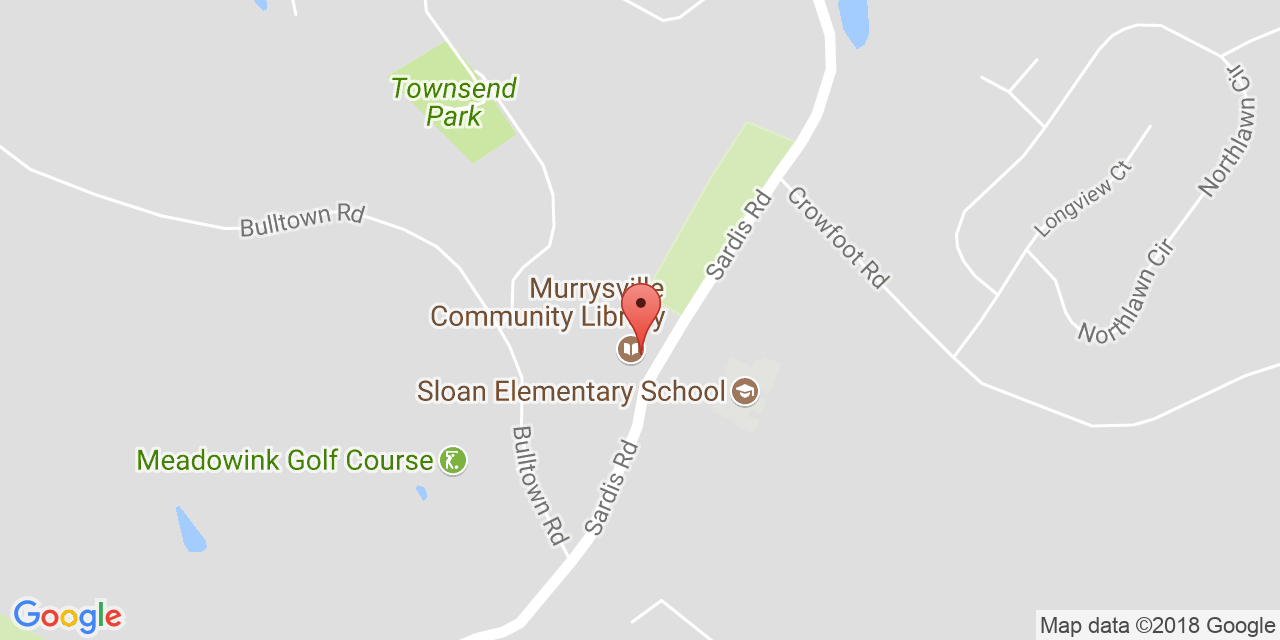 Townsend
Park
Northlawn Cir
Longview Ct
Crowfoot Rd
Sardis Rd
Bulltown Rd
Murrysville
Community Library
Northlawn Cir
Sloan Elementary School
Meadowink Golf Course
Bulltown Rd
Sardis Rd
Google
Map data ©2018 Google